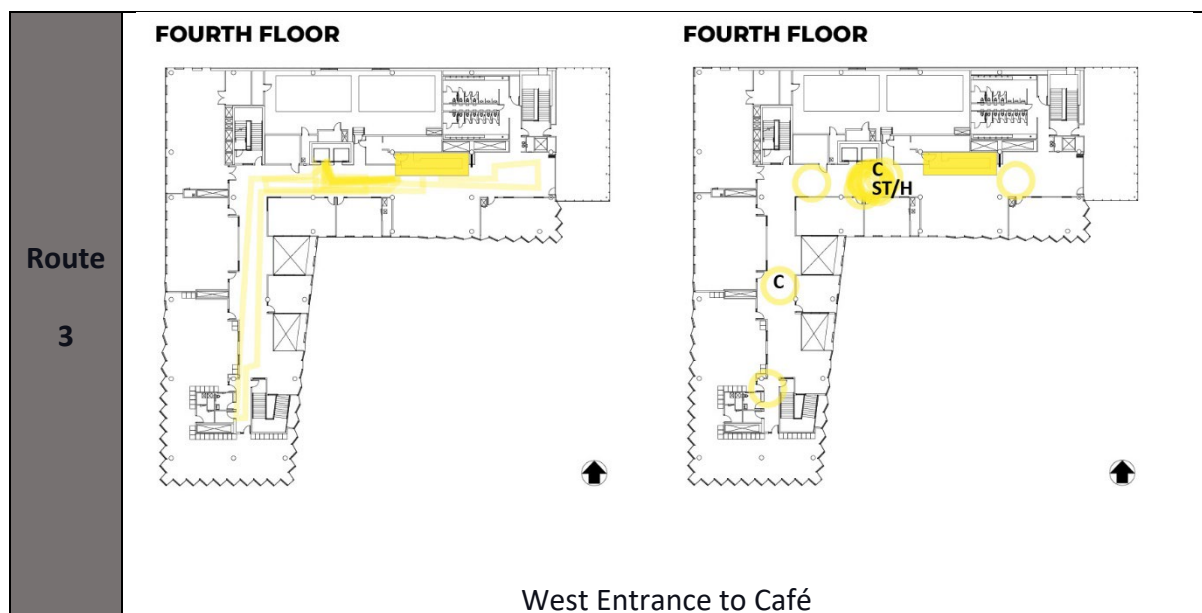 FOURTH FLOOR
FOURTH FLOOR
C
ST/H
C
Route
3
West Entrance to Café